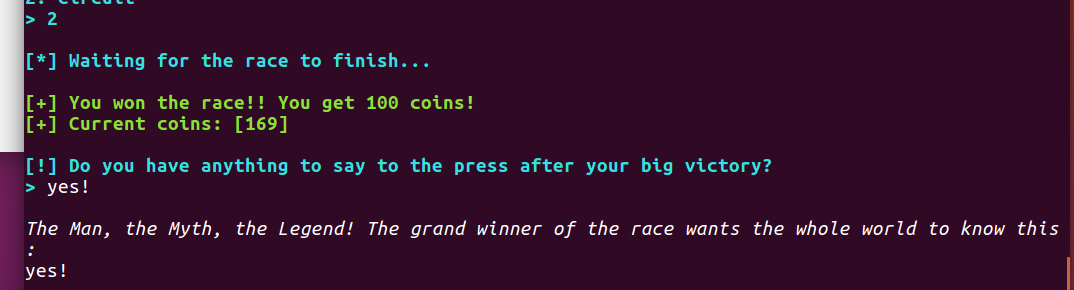 2. Circuit
> 2
[*] Waiting for the race to finish...
[+] You won the race!! You get 100 coins!
[+] Current coins: [169]
[!] Do you have anything to say to the press after your big victory?
> yes!
The Man, the Myth, the Legend! The grand winner of the race wants the whole world to know this
:
yes!